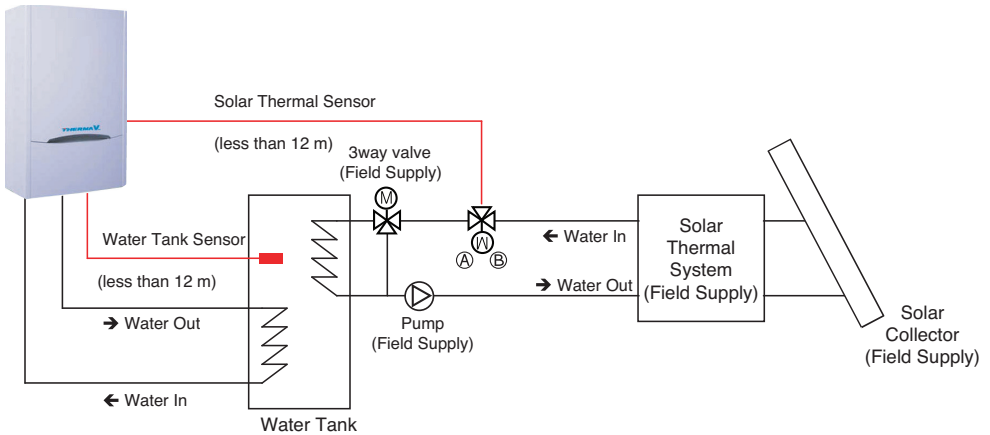 THERMA V.
Solar Thermal Sensor
(less than 12 m)
3way valve
(Field Supply)
M
M
A
B
Water Tank Sensor
(less than 12 m)
→ Water Out
← Water In
Water Tank
← Water In
→ Water Out
Pump
(Field Supply)
Solar
Thermal
System
(Field Supply)
Solar
Collector
(Field Supply)